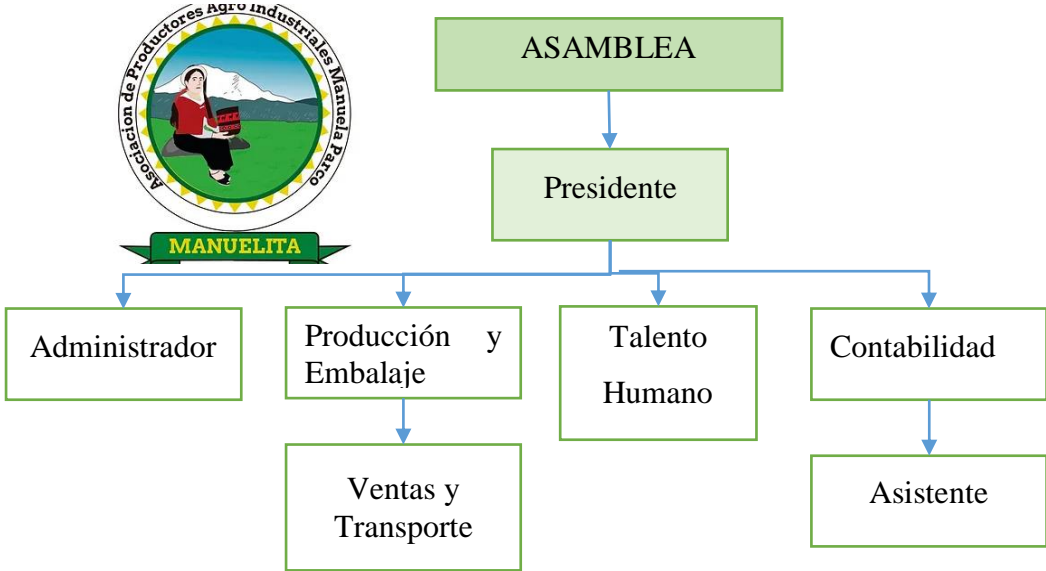 Asociacion de Productores Agro Industriales Manuela Parco
MANUELITA
ASAMBLEA
Presidente
Administrador
Producción y
Embalaje
Talento
Humano
Contabilidad
Ventas y
Transporte
Asistente